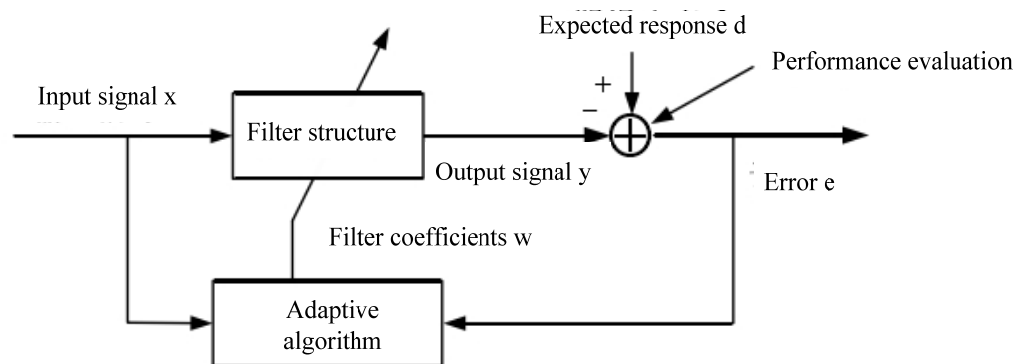 Expected response d
Performance evaluation
Input signal x
+
−
Filter structure
Output signal y
Error e
Filter coefficients w
Adaptive
algorithm